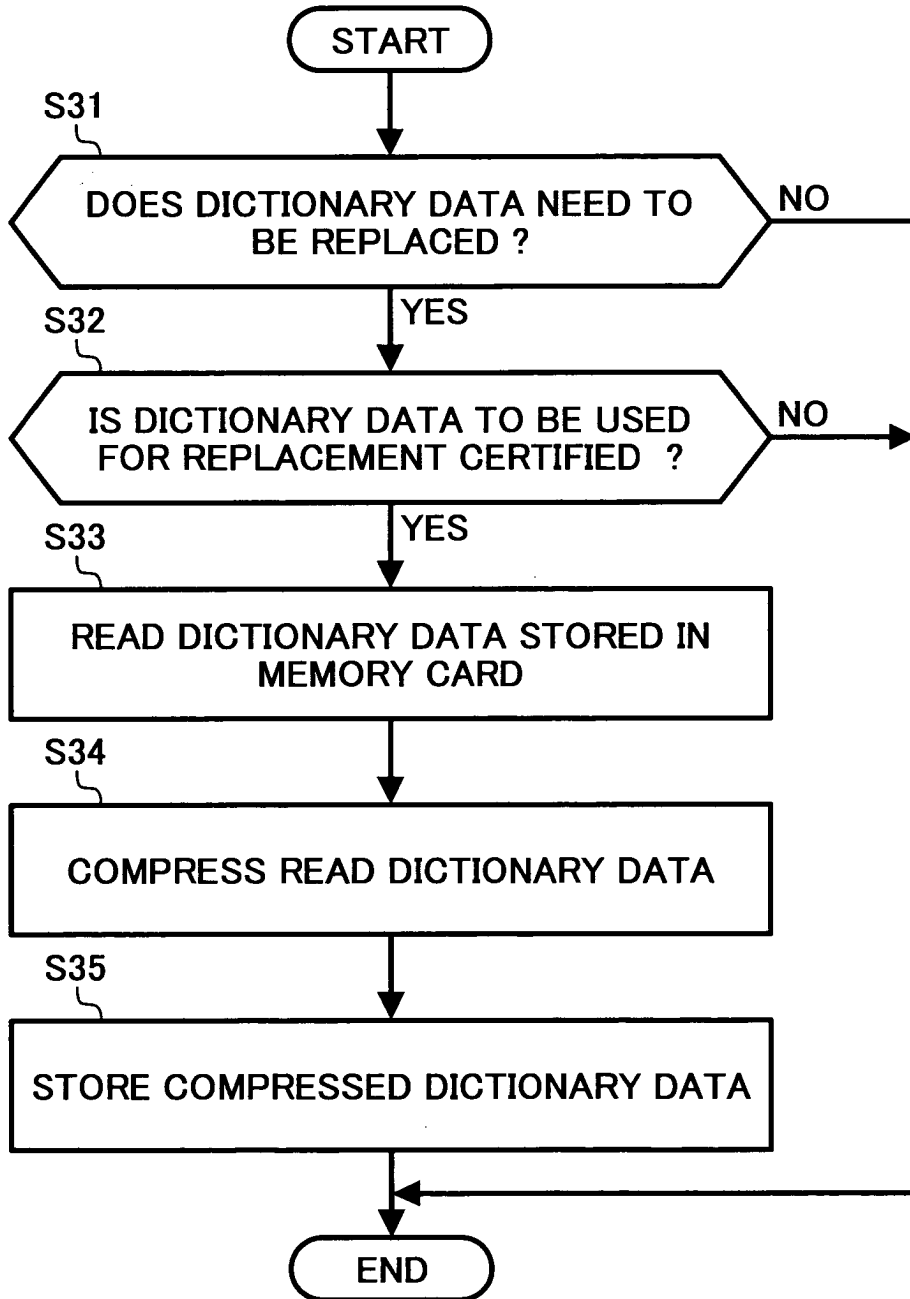 START
S31
DOES DICTIONARY DATA NEED TO
BE REPLACED ?
NO
YES
S32
IS DICTIONARY DATA TO BE USED
FOR REPLACEMENT CERTIFIED ?
NO
YES
S33
READ DICTIONARY DATA STORED IN
MEMORY CARD
S34
COMPRESS READ DICTIONARY DATA
S35
STORE COMPRESSED DICTIONARY DATA
END